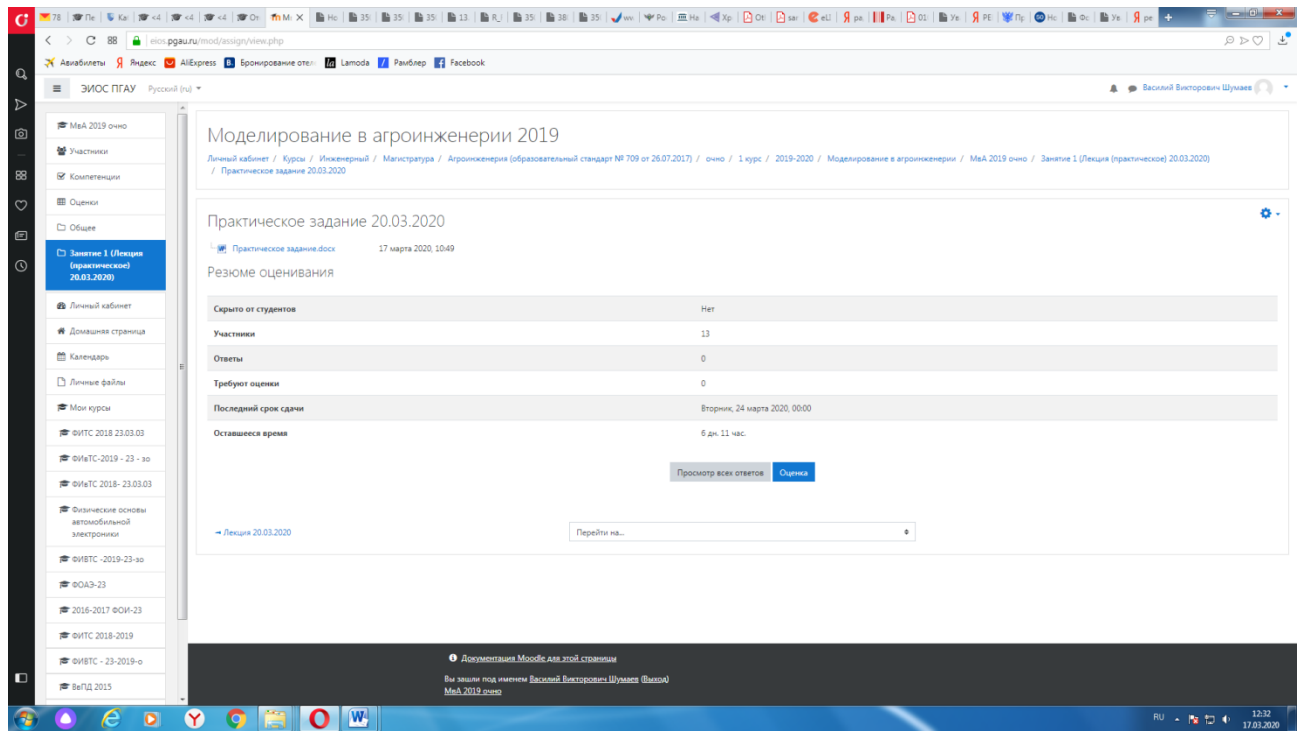 eios.pgau.ru/mod/assign/view.php
Авиабилеты Яндекс AliExpress Бронирование отел Lamoda Рамблер Facebook
ЭИОС ПГАУ Русский (ru)
Василий Викторович Шумаев
МвА 2019 очно
Участники
Компетенции
Оценки
Общее
Занятие 1 (Лекция
(практическое)
20.03.2020)
Личный кабинет
Домашняя страница
Календарь
Личные файлы
Мои курсы
ФИТС 2018 23.03.03
ФИвТС-2019 - 23 - зо
ФИвТС 2018- 23.03.03
Физические основы
автомобильной
электроники
ФИВТС -2019-23-зо
ФОАЭ-23
2016-2017 ФОИ-23
ФИТС 2018-2019
ФИВТС - 23-2019-о
ВвПД 2015
Моделирование в агроинженерии 2019
Личный кабинет / Курсы / Инженерный / Магистратура / Агроинженерия (образовательный стандарт № 709 от 26.07.2017) / очно / 1 курс / 2019-2020 / Моделирование в агроинженерии / МвА 2019 очно / Занятие 1 (Лекция (практическое) 20.03.2020)
/ Практическое задание 20.03.2020
Практическое задание 20.03.2020
Практическое задание.docx 17 марта 2020, 10:49
Резюме оценивания
Скрыто от студентов Нет
Участники 13
Ответы 0
Требуют оценки 0
Последний срок сдачи Вторник, 24 марта 2020, 00:00
Оставшееся время 6 дн. 11 час.
Просмотр всех ответов Оценка
→ Лекция 20.03.2020 Перейти на...
Документация Moodle для этой страницы
Вы зашли под именем Василий Викторович Шумаев (Выход)
МвА 2019 очно
RU 12:32
17.03.2020